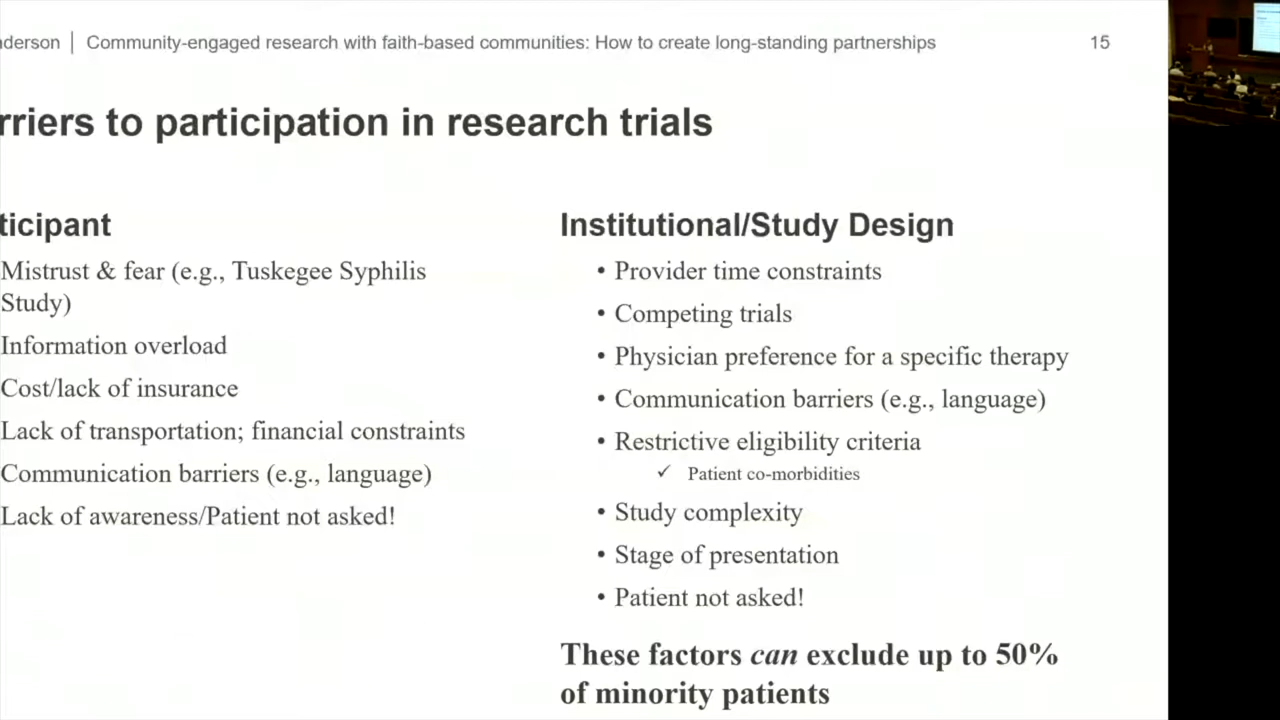 nderson | Community-engaged research with faith-based communities: How to create long-standing partnerships 15
rriers to participation in research trials
ticipant
Mistrust & fear (e.g., Tuskegee Syphilis
Study)
Information overload
Cost/lack of insurance
Lack of transportation; financial constraints
Communication barriers (e.g., language)
Lack of awareness/Patient not asked!
Institutional/Study Design
• Provider time constraints
• Competing trials
• Physician preference for a specific therapy
• Communication barriers (e.g., language)
• Restrictive eligibility criteria
✓ Patient co-morbidities
• Study complexity
• Stage of presentation
• Patient not asked!
These factors can exclude up to 50%
of minority patients